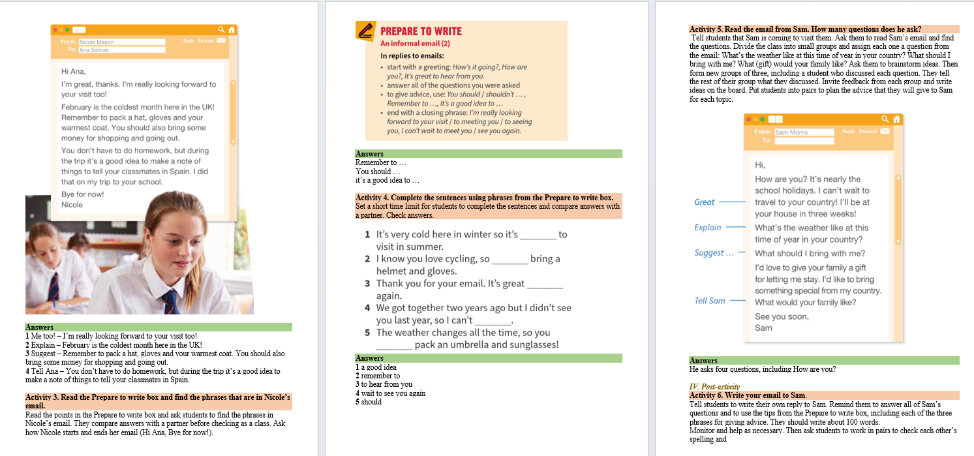 From: Nicole Mason
Reply Forward
To: Ana Salinas
Hi Ana,
I'm great, thanks. I'm really looking forward to
your visit too!
February is the coldest month here in the UK!
Remember to pack a hat, gloves and your
warmest coat. You should also bring some
money for shopping and going out.
You don't have to do homework, but during
the trip it's a good idea to make a note of
things to tell your classmates in Spain. I did
that on my trip to your school.
Bye for now!
Nicole
Answers
1 Me too! – I'm really looking forward to your visit too!
2 Explain – February is the coldest month here in the UK!
3 Suggest – Remember to pack a hat, gloves and your warmest coat. You should also
bring some money for shopping and going out.
4 Tell Ana – You don't have to do homework, but during the trip it's a good idea to
make a note of things to tell your classmates in Spain.
Activity 3. Read the Prepare to write box and find the phrases that are in Nicole's
email.
Read the points in the Prepare to write box and ask students to find the phrases in
Nicole's email. They compare answers with a partner before checking as a class. Ask
how Nicole starts and ends her email (Hi Ana, Bye for now!).
PREPARE TO WRITE
An informal email (2)
In replies to emails:
• start with a greeting: How's it going?, How are
you?, It's great to hear from you.
• answer all of the questions you were asked
• to give advice, use: You should / shouldn't … ,
Remember to …, It's a good idea to …
• end with a closing phrase: I'm really looking
forward to your visit / to meeting you / to seeing
you, I can't wait to meet you / see you again.
Answers
Remember to …
You should …
it's a good idea to …
Activity 4. Complete the sentences using phrases from the Prepare to write box.
Set a short time limit for students to complete the sentences and compare answers with
a partner. Check answers.
1 It's very cold here in winter so it's ______ to
visit in summer.
2 I know you love cycling, so ______ bring a
helmet and gloves.
3 Thank you for your email. It's great ______
again.
4 We got together two years ago but I didn't see
you last year, so I can't ______.
5 The weather changes all the time, so you
______ pack an umbrella and sunglasses!
Answers
1 a good idea
2 remember to
3 to hear from you
4 wait to see you again
5 should
Activity 5. Read the email from Sam. How many questions does he ask?
Tell students that Sam is coming to visit them. Ask them to read Sam's email and find
the questions. Divide the class into small groups and assign each one a question from
the email: What's the weather like at this time of year in your country? What should I
bring with me? What (gift) would your family like? Ask them to brainstorm ideas. Then
form new groups of three, including a student who discussed each question. They tell
the rest of their group what they discussed. Invite feedback from each group and write
ideas on the board. Put students into pairs to plan the advice that they will give to Sam
for each topic.
From: Sam Morris
Reply Forward
To:
Hi,
How are you? It's nearly the
school holidays. I can't wait to
Great
travel to your country! I'll be at
your house in three weeks!
Explain
What's the weather like at this
time of year in your country?
Suggest …
What should I bring with me?
I'd love to give your family a gift
for letting me stay. I'd like to bring
something special from my country.
Tell Sam
What would your family like?
See you soon,
Sam
Answers
He asks four questions, including How are you?
IV. Post-activity
Activity 6. Write your email to Sam.
Tell students to write their own reply to Sam. Remind them to answer all of Sam's
questions and to use the tips from the Prepare to write box, including each of the three
phrases for giving advice. They should write about 100 words.
Monitor and help as necessary. Then ask students to work in pairs to check each other's
spelling and